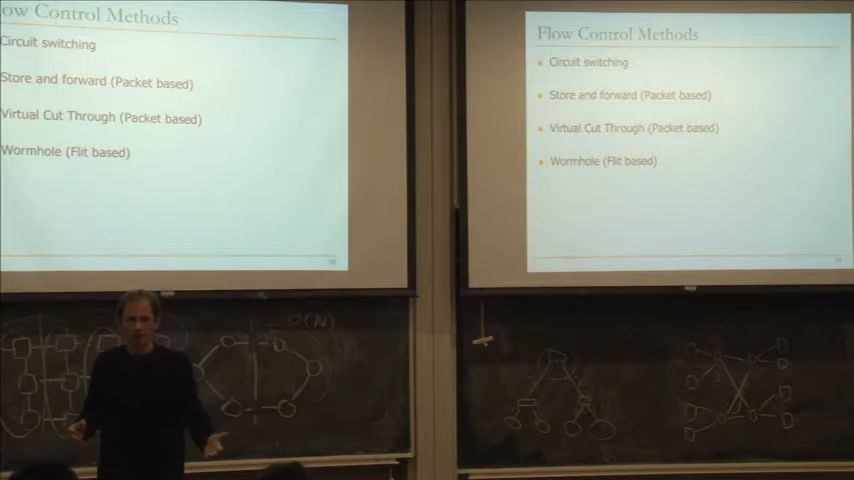 ow Control Methods
Circuit switching
Store and forward (Packet based)
Virtual Cut Through (Packet based)
Wormhole (Flit based)
Flow Control Methods
Circuit switching
Store and forward (Packet based)
Virtual Cut Through (Packet based)
Wormhole (Flit based)
O(N)